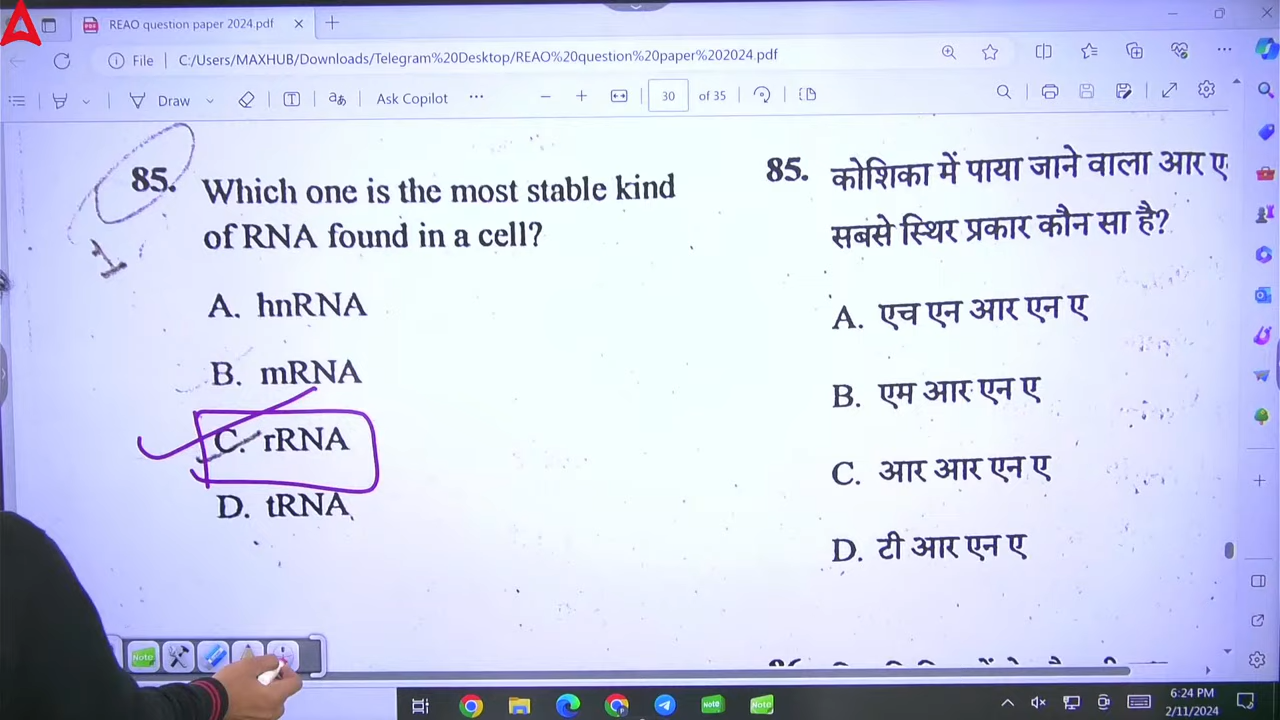 REAO question paper 2024.pdf
File C:/Users/MAXHUB/Downloads/Telegram%20Desktop/REAO%20question%20paper%202024.pdf
Draw Ask Copilot 30 of 35
85. Which one is the most stable kind
of RNA found in a cell?
1
A. hnRNA
B. mRNA
C. rRNA
D. tRNA
85. कोशिका में पाया जाने वाला आर ए
सबसे स्थिर प्रकार कौन सा है?
A. एच एन आर एन ए
B. एम आर एन ए
C. आर आर एन ए
D. टी आर एन ए
Note
Note Note
6:24 PM
2/11/2024